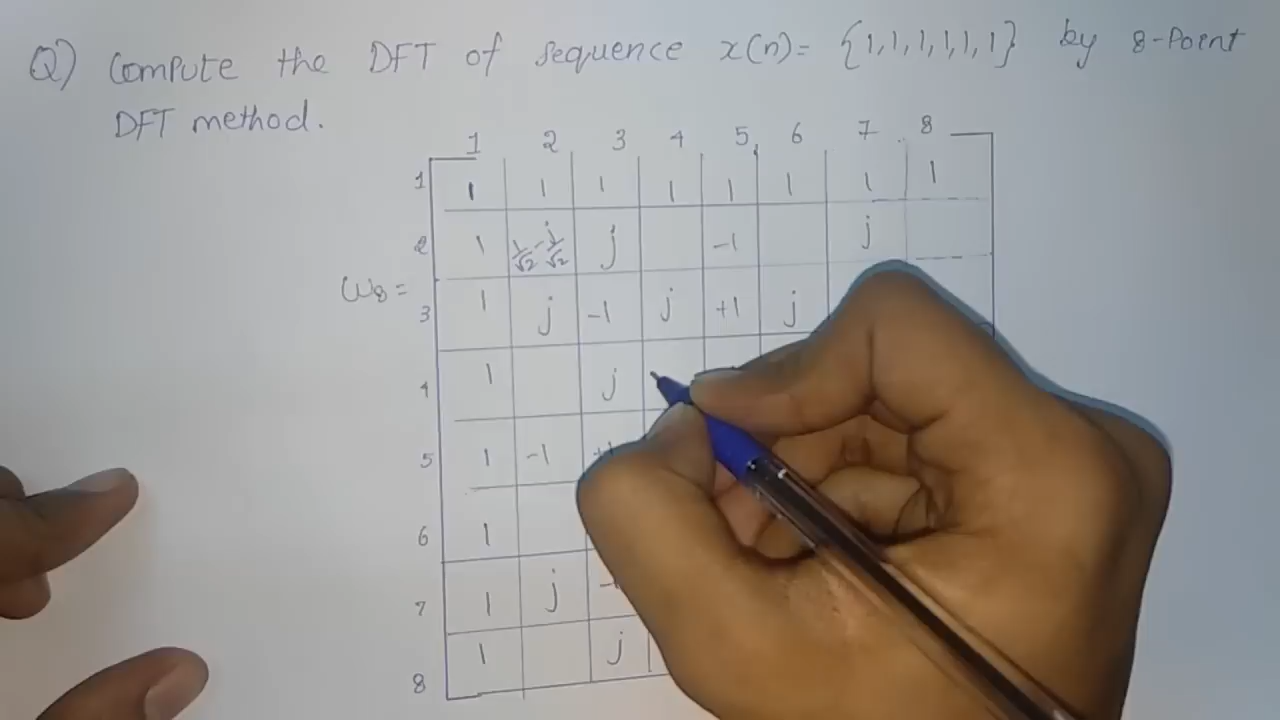 Q) Compute the DFT of sequence x(n) = {1,1,1,1,1,1} by 8-Point
DFT method.
1 2 3 4 5 6 7 8
1 1 1 1 1 1 1 1 1
2 1 1/√2 - j/√2 j -1 j
W8 =
3 1 j -1 j +1 j
4 1 j
5 1 -1
6 1
7 1 j
8 1 j